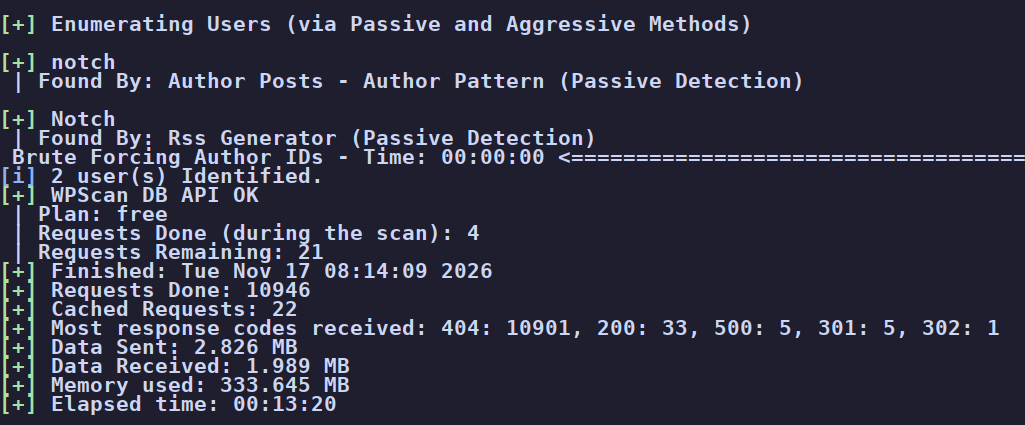 [+] Enumerating Users (via Passive and Aggressive Methods)
[+] notch
| Found By: Author Posts - Author Pattern (Passive Detection)
[+] Notch
| Found By: Rss Generator (Passive Detection)
Brute Forcing Author IDs - Time: 00:00:00 <===================================
[i] 2 user(s) Identified.
[+] WPScan DB API OK
| Plan: free
| Requests Done (during the scan): 4
| Requests Remaining: 21
[+] Finished: Tue Nov 17 08:14:09 2026
[+] Requests Done: 10946
[+] Cached Requests: 22
[+] Most response codes received: 404: 10901, 200: 33, 500: 5, 301: 5, 302: 1
[+] Data Sent: 2.826 MB
[+] Data Received: 1.989 MB
[+] Memory used: 333.645 MB
[+] Elapsed time: 00:13:20